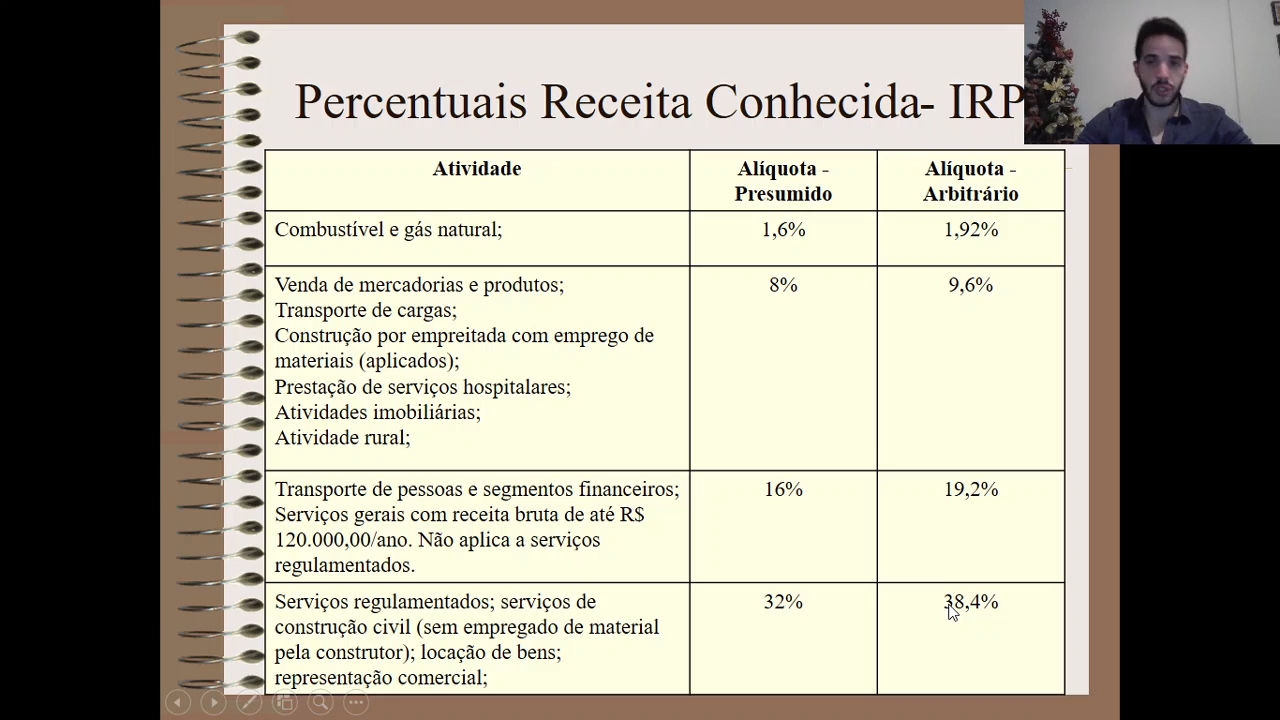 Percentuais Receita Conhecida- IRP
Atividade
Alíquota -
Presumido
Alíquota -
Arbitrário
Combustível e gás natural;
1,6%
1,92%
Venda de mercadorias e produtos;
Transporte de cargas;
Construção por empreitada com emprego de
materiais (aplicados);
Prestação de serviços hospitalares;
Atividades imobiliárias;
Atividade rural;
8%
9,6%
Transporte de pessoas e segmentos financeiros;
Serviços gerais com receita bruta de até R$
120.000,00/ano. Não aplica a serviços
regulamentados.
16%
19,2%
Serviços regulamentados; serviços de
construção civil (sem empregado de material
pela construtor); locação de bens;
representação comercial;
32%
38,4%